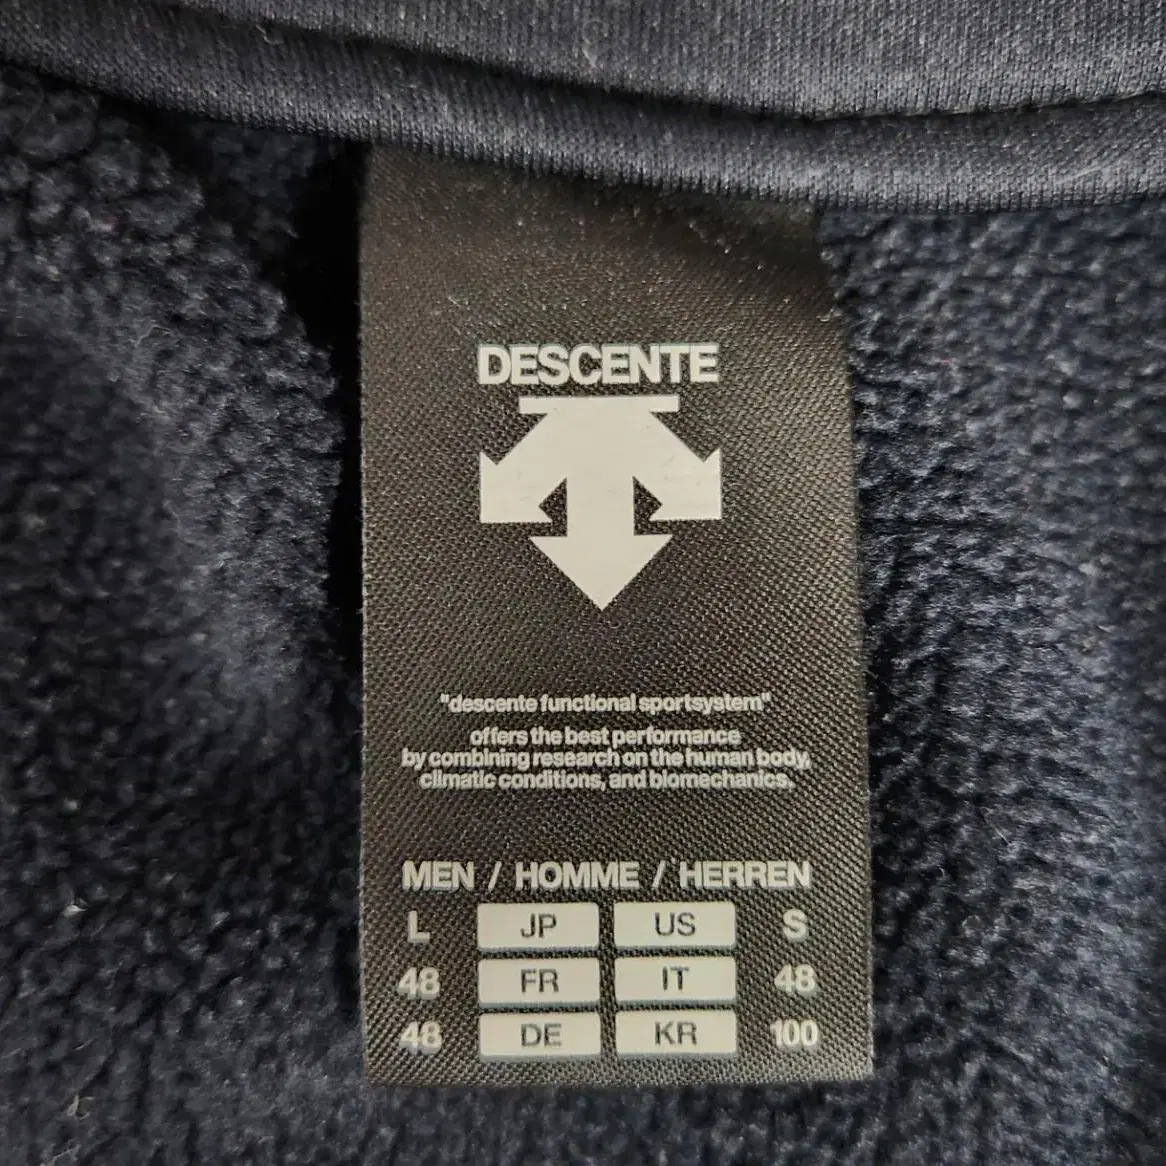 DESCENTE
"descente functional sportsystem"
offers the best performance
by combining research on the human body,
climatic conditions, and biomechanics.
MEN / HOMME / HERREN
L JP US S
48 FR IT 48
48 DE KR 100